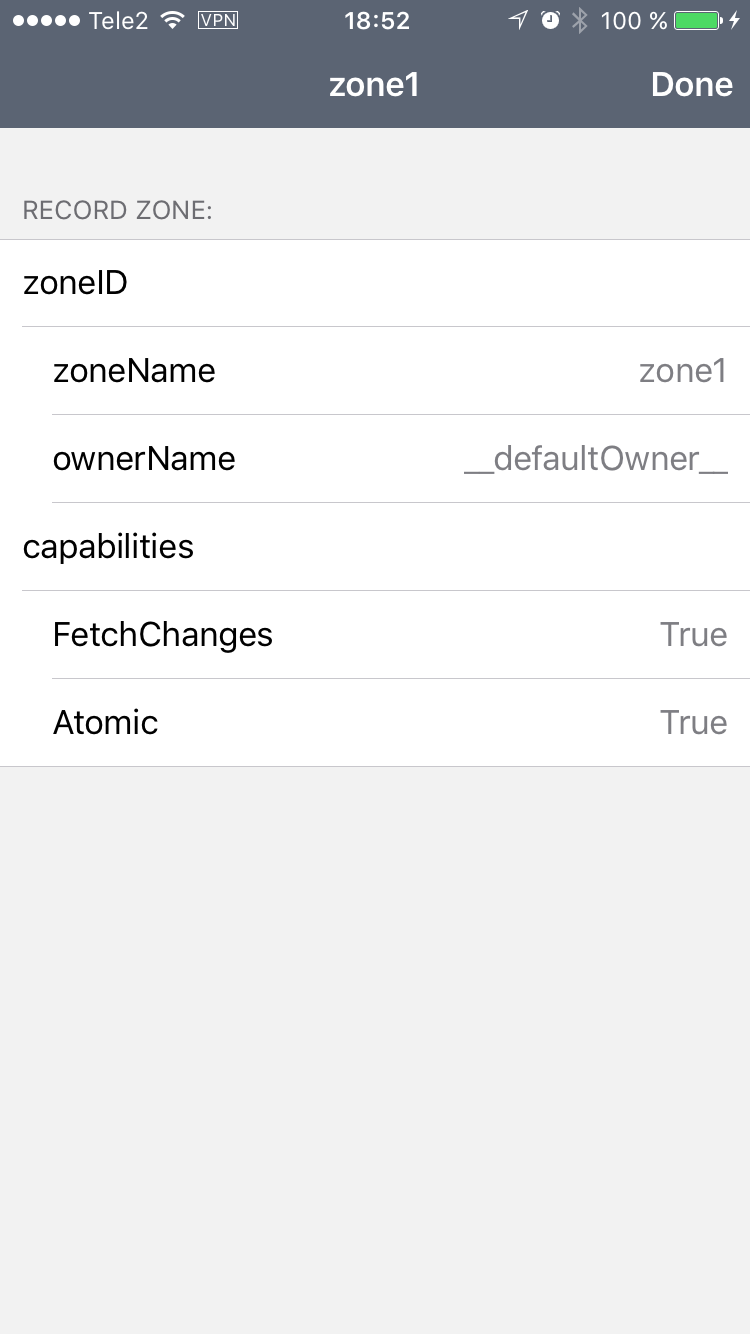 Tele2 VPN 18:52 100 %
zone1 Done
RECORD ZONE:
zoneID
zoneName zone1
ownerName __defaultOwner__
capabilities
FetchChanges True
Atomic True